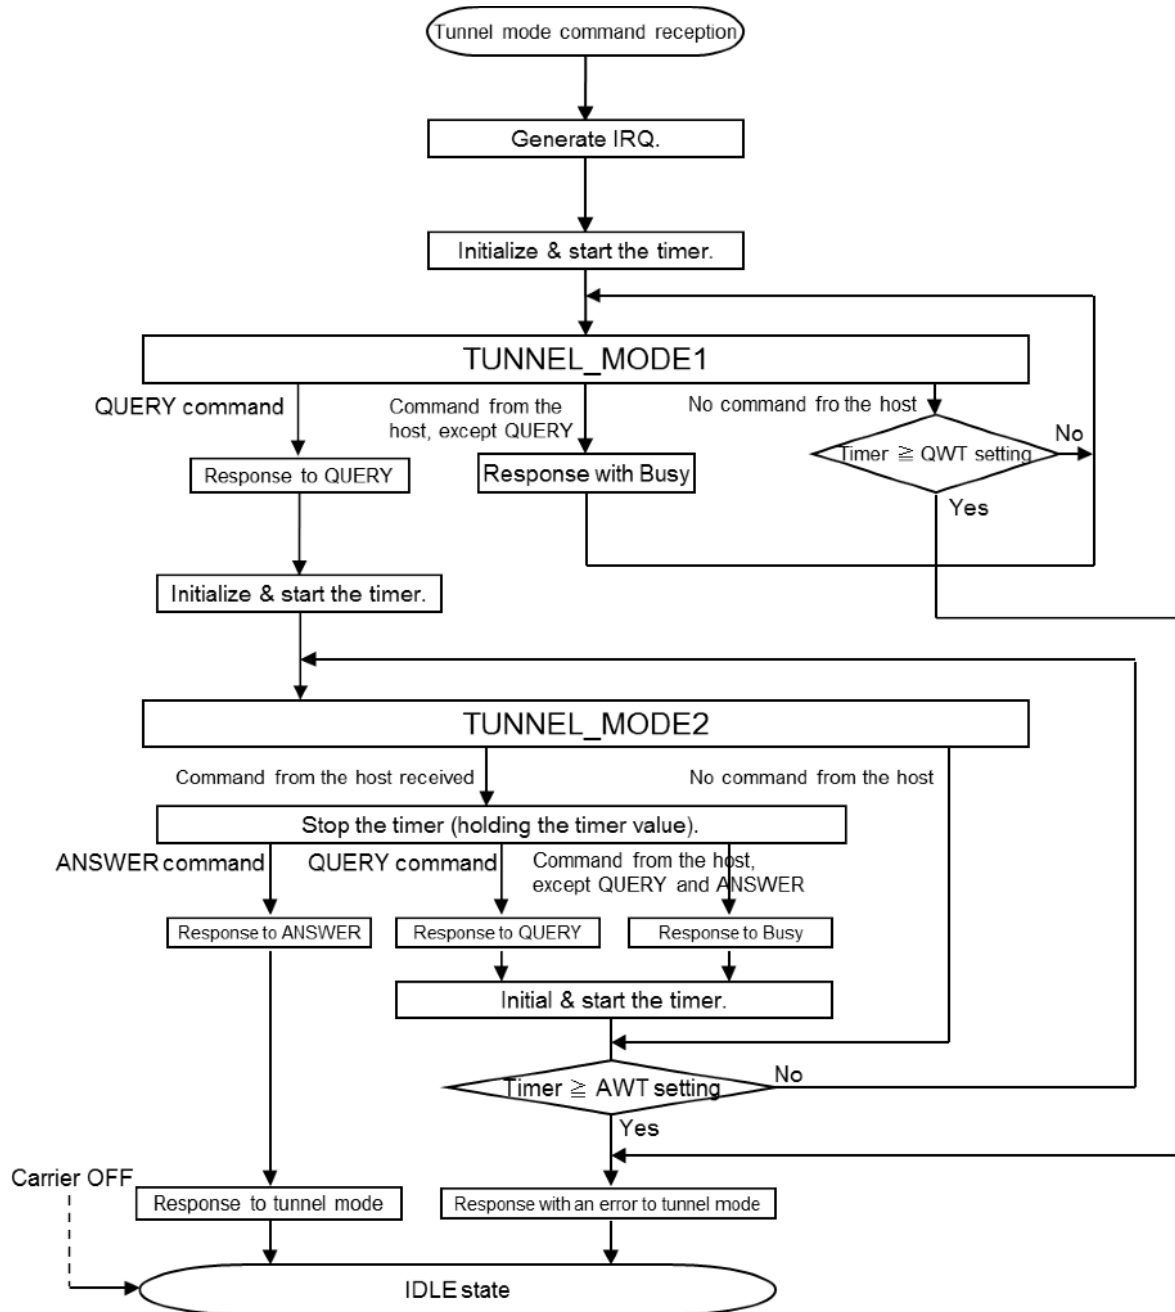 Tunnel mode command reception
Generate IRQ.
Initialize & start the timer.
TUNNEL_MODE1
QUERY command
Command from the
host, except QUERY
No command fro the host
Timer ≧ QWT setting
No
Yes
Response to QUERY
Response with Busy
Initialize & start the timer.
TUNNEL_MODE2
Command from the host received
No command from the host
Stop the timer (holding the timer value).
ANSWER command
QUERY command
Command from the host,
except QUERY and ANSWER
Response to ANSWER
Response to QUERY
Response to Busy
Initial & start the timer.
Timer ≧ AWT setting
No
Yes
Carrier OFF
Response to tunnel mode
Response with an error to tunnel mode
IDLE state